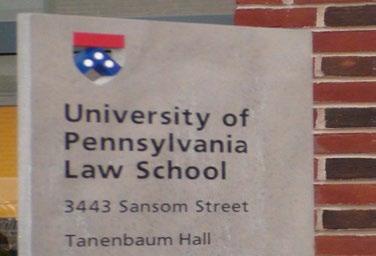 University of
Pennsylvania
Law School
3443 Sansom Street
Tanenbaum Hall